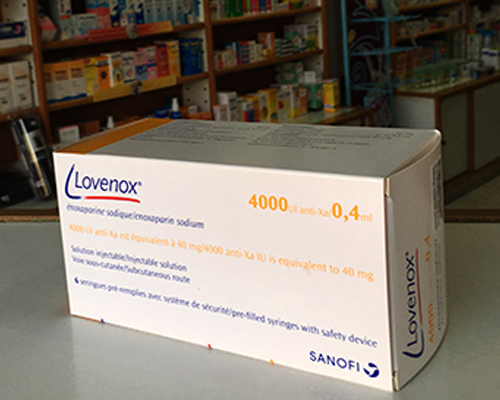 Lovenox®
4000 UI anti-Xa/0,4 ml
énoxaparine sodique/enoxaparin sodium
4000 UI anti-Xa est équivalent à 40 mg/4000 anti-Xa IU is equivalent to 40 mg
Solution injectable/Injectable solution
Voie sous-cutanée/Subcutaneous route
6 seringues pré-remplies avec système de sécurité/pre-filled syringes with safety device
SANOFI
Lovenox®
4000 0,4